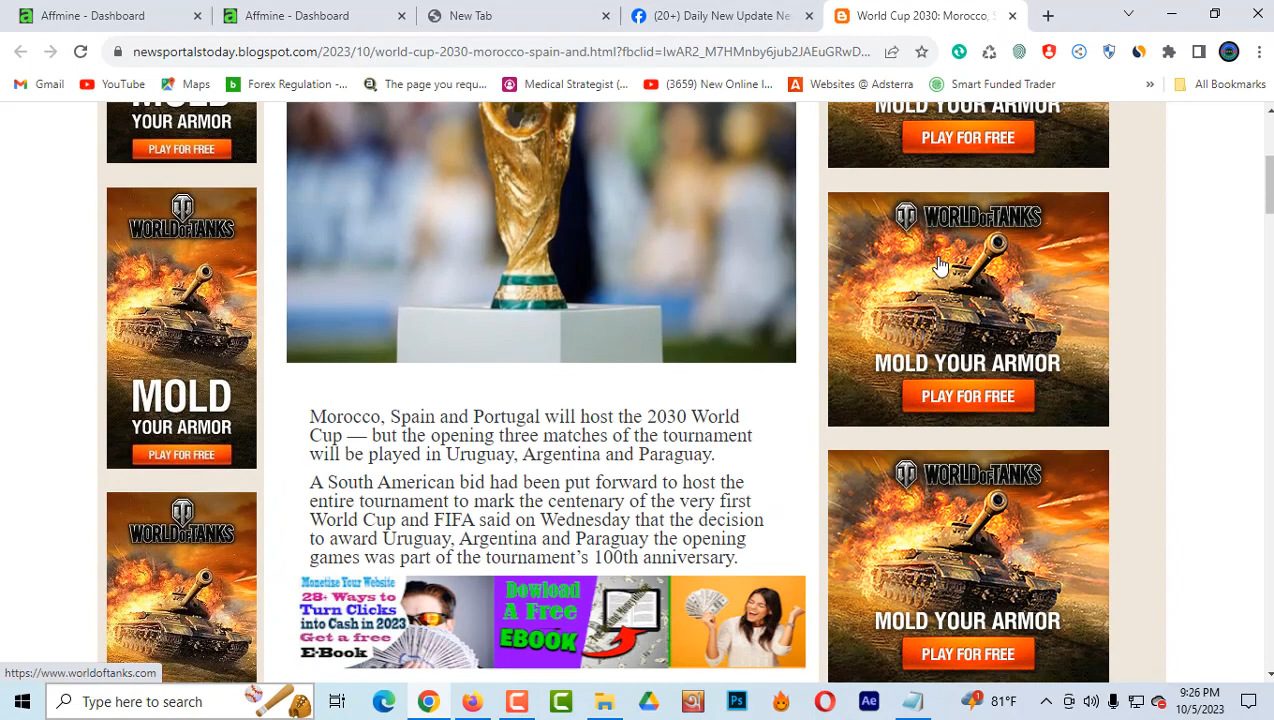 Affmine - Dashboard
Affmine - Dashboard
New Tab
(20+) Daily New Update Ne
World Cup 2030: Morocco, S
newsportalstoday.blogspot.com/2023/10/world-cup-2030-morocco-spain-and.html?fbclid=IwAR2_M7HMnby6jub2JAEuGRwD...
Gmail
YouTube
Maps
Forex Regulation -...
The page you requ...
Medical Strategist (...
(3659) New Online I...
Websites @ Adsterra
Smart Funded Trader
»
All Bookmarks
MOLD
YOUR ARMOR
PLAY FOR FREE
WORLD OF TANKS
MOLD
YOUR ARMOR
PLAY FOR FREE
WORLD OF TANKS
Morocco, Spain and Portugal will host the 2030 World
Cup — but the opening three matches of the tournament
will be played in Uruguay, Argentina and Paraguay.
A South American bid had been put forward to host the
entire tournament to mark the centenary of the very first
World Cup and FIFA said on Wednesday that the decision
to award Uruguay, Argentina and Paraguay the opening
games was part of the tournament's 100th anniversary.
Monetize Your Website
28+ Ways to
Turn Clicks
into Cash in 2023
Get a free
E-Book
Dowload
A Free
EBOOK
MOLD YOUR ARMOR
PLAY FOR FREE
WORLD OF TANKS
MOLD YOUR ARMOR
PLAY FOR FREE
WORLD OF TANKS
MOLD YOUR ARMOR
PLAY FOR FREE
https://www.worldoftanks.com
Type here to search
1
81°F
9:26 PM
10/5/2023